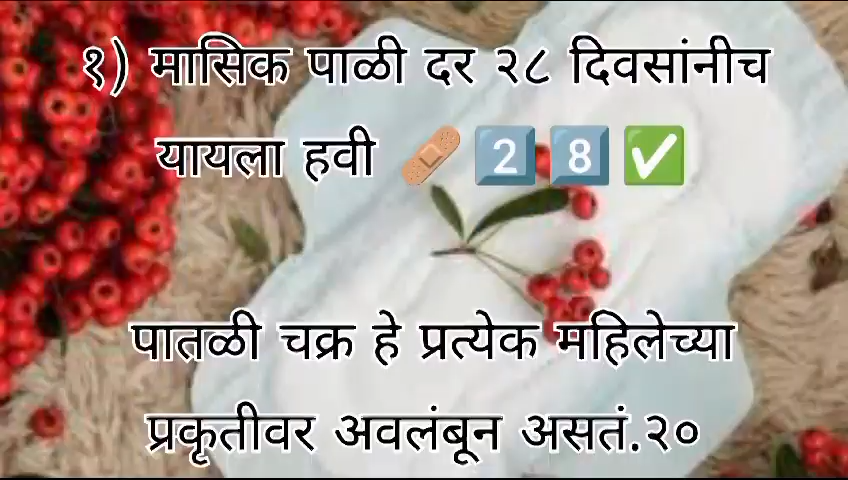 १) मासिक पाळी दर २८ दिवसांनीच
यायला हवी 🩹2️⃣8️⃣✅
पातळी चक्र हे प्रत्येक महिलेच्या
प्रकृतीवर अवलंबून असतं.२०